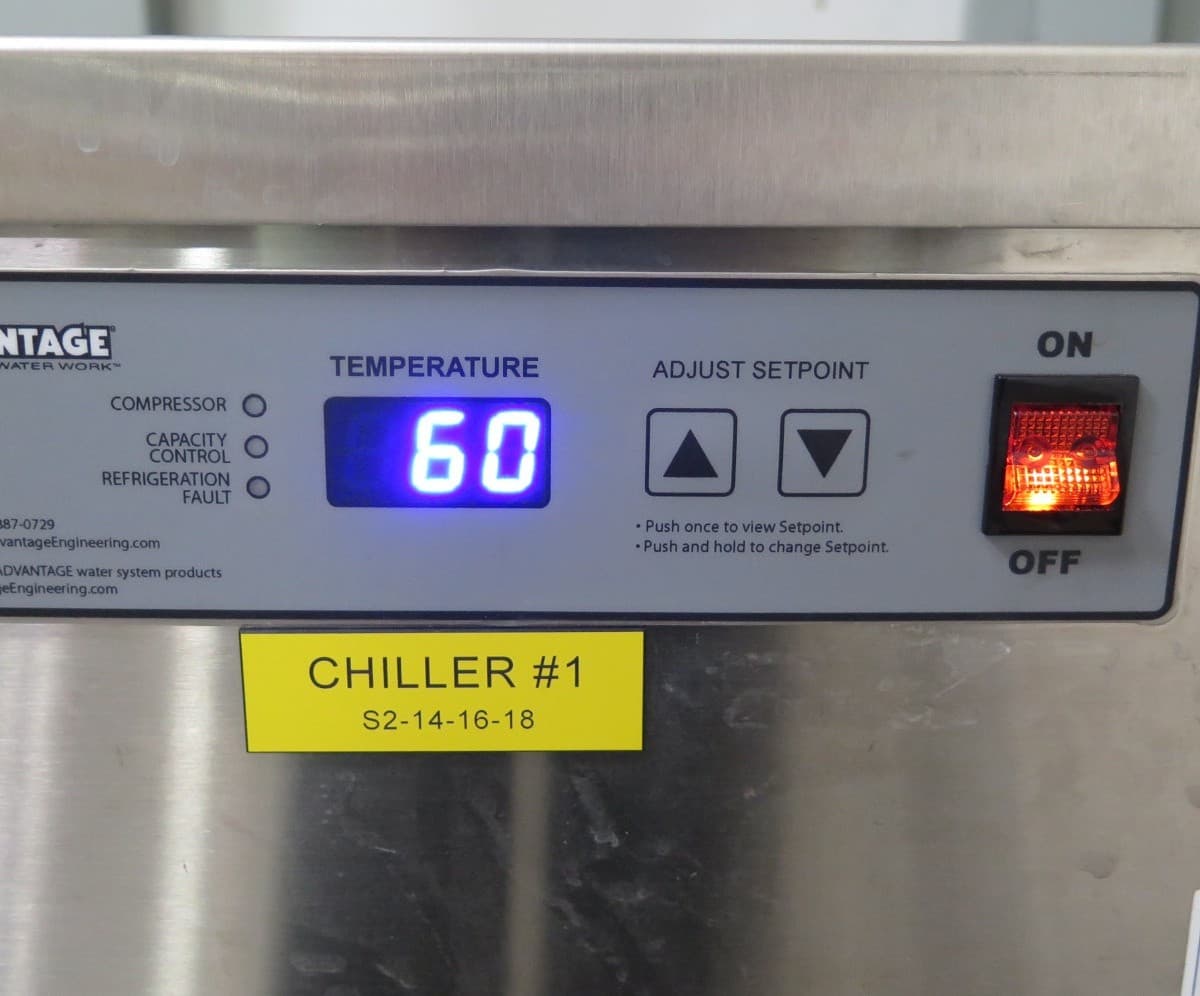 NTAGE®
WATER WORK™
COMPRESSOR
CAPACITY
CONTROL
REFRIGERATION
FAULT
887-0729
vantageEngineering.com
ADVANTAGE water system products
geEngineering.com
TEMPERATURE
60
ADJUST SETPOINT
• Push once to view Setpoint.
• Push and hold to change Setpoint.
ON
OFF
CHILLER #1
S2-14-16-18